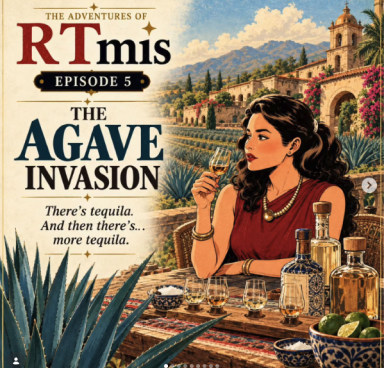 THE ADVENTURES OF
RTmis
EPISODE 5
THE
AGAVE
INVASION
There's tequila.
And then there's...
more tequila.